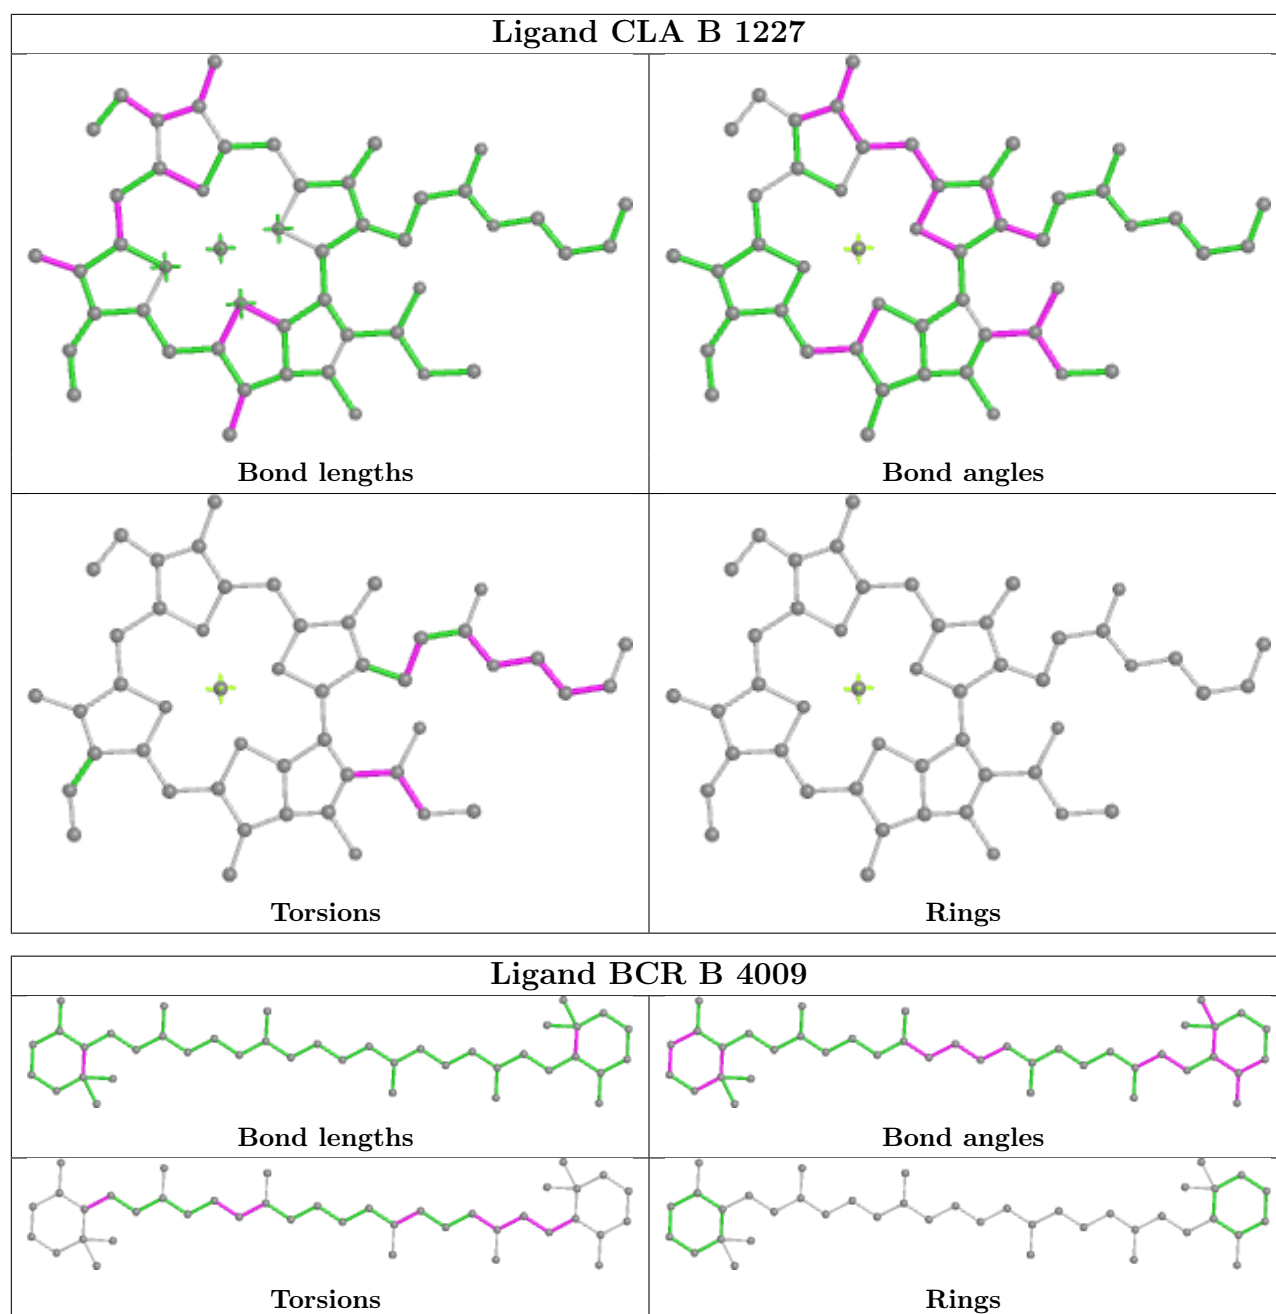 Ligand CLA B 1227
Bond lengths
Bond angles
Torsions
Rings
Ligand BCR B 4009
Bond lengths
Bond angles
Torsions
Rings